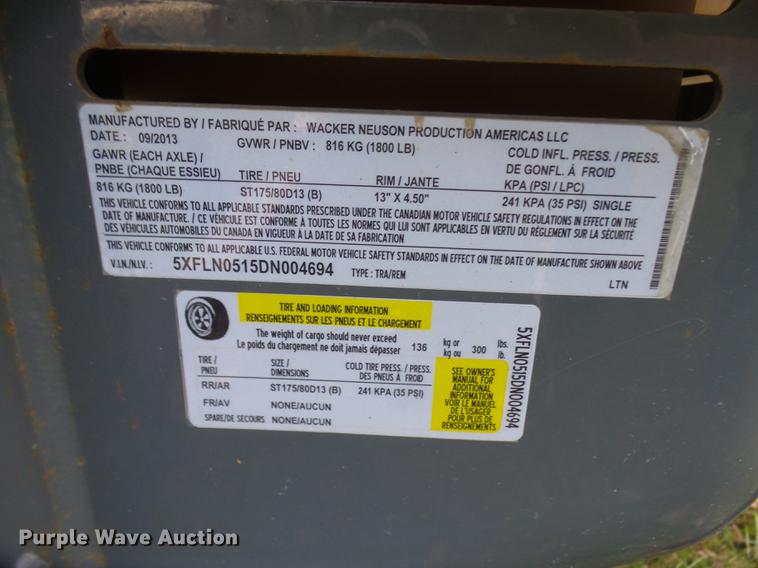 MANUFACTURED BY / FABRIQUÉ PAR : WACKER NEUSON PRODUCTION AMERICAS LLC
DATE.: 09/2013 GVWR / PNBV : 816 KG (1800 LB) COLD INFL. PRESS. / PRESS.
GAWR (EACH AXLE) / DE GONFL. À FROID
PNBE (CHAQUE ESSIEU) TIRE / PNEU RIM / JANTE KPA (PSI / LPC)
816 KG (1800 LB) ST175/80D13 (B) 13" X 4.50" 241 KPA (35 PSI) SINGLE
THIS VEHICLE CONFORMS TO ALL APPLICABLE STANDARDS PRESCRIBED UNDER THE CANADIAN MOTOR VEHICLE SAFETY REGULATIONS IN EFFECT ON THE
DATE OF MANUFACTURE. / CE VÉHICULE EST CONFORME À TOUTES LES NORMES QUI LUI SONT APPLICABLES EN VERTU DU RÈGLEMENT SUR LA SÉCURITÉ
DES VÉHICULES AUTOMOBILES DU CANADA EN VIGUEUR À LA DATE DE SA FABRICATION
THIS VEHICLE CONFORMS TO ALL APPLICABLE U.S. FEDERAL MOTOR VEHICLE SAFETY STANDARDS IN EFFECT ON THE DATE OF MANUFACTURE SHOWN ABOVE
V.I.N./N.I.V.: 5XFLN0515DN004694 TYPE : TRA/REM LTN
TIRE AND LOADING INFORMATION
RENSEIGNEMENTS SUR LES PNEUS ET LE CHARGEMENT
The weight of cargo should never exceed kg or lbs.
Le poids du chargement ne doit jamais dépasser 136 kg ou 300 lb.
TIRE / SIZE / COLD TIRE PRESS. / PRESS
PNEU DIMENSIONS DES PNEUS À FROID
RR/AR ST175/80D13 (B) 241 KPA (35 PSI)
FR/AV NONE/AUCUN
SPARE/DE SECOURS NONE/AUCUN
SEE OWNER'S
MANUAL FOR
ADDITIONAL
INFORMATION
VOIR LE MANUEL
DE L'USAGER
POUR PLUS DE
RENSEIGNEMENTS
5XFLN0515DN004694
Purple Wave Auction